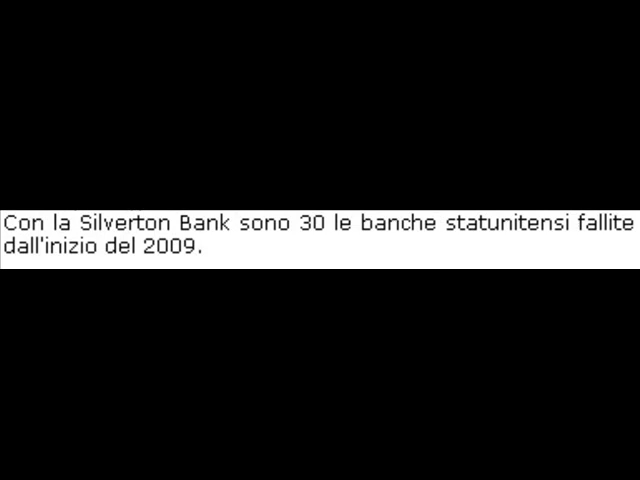 Con la Silverton Bank sono 30 le banche statunitensi fallite
dall'inizio del 2009.